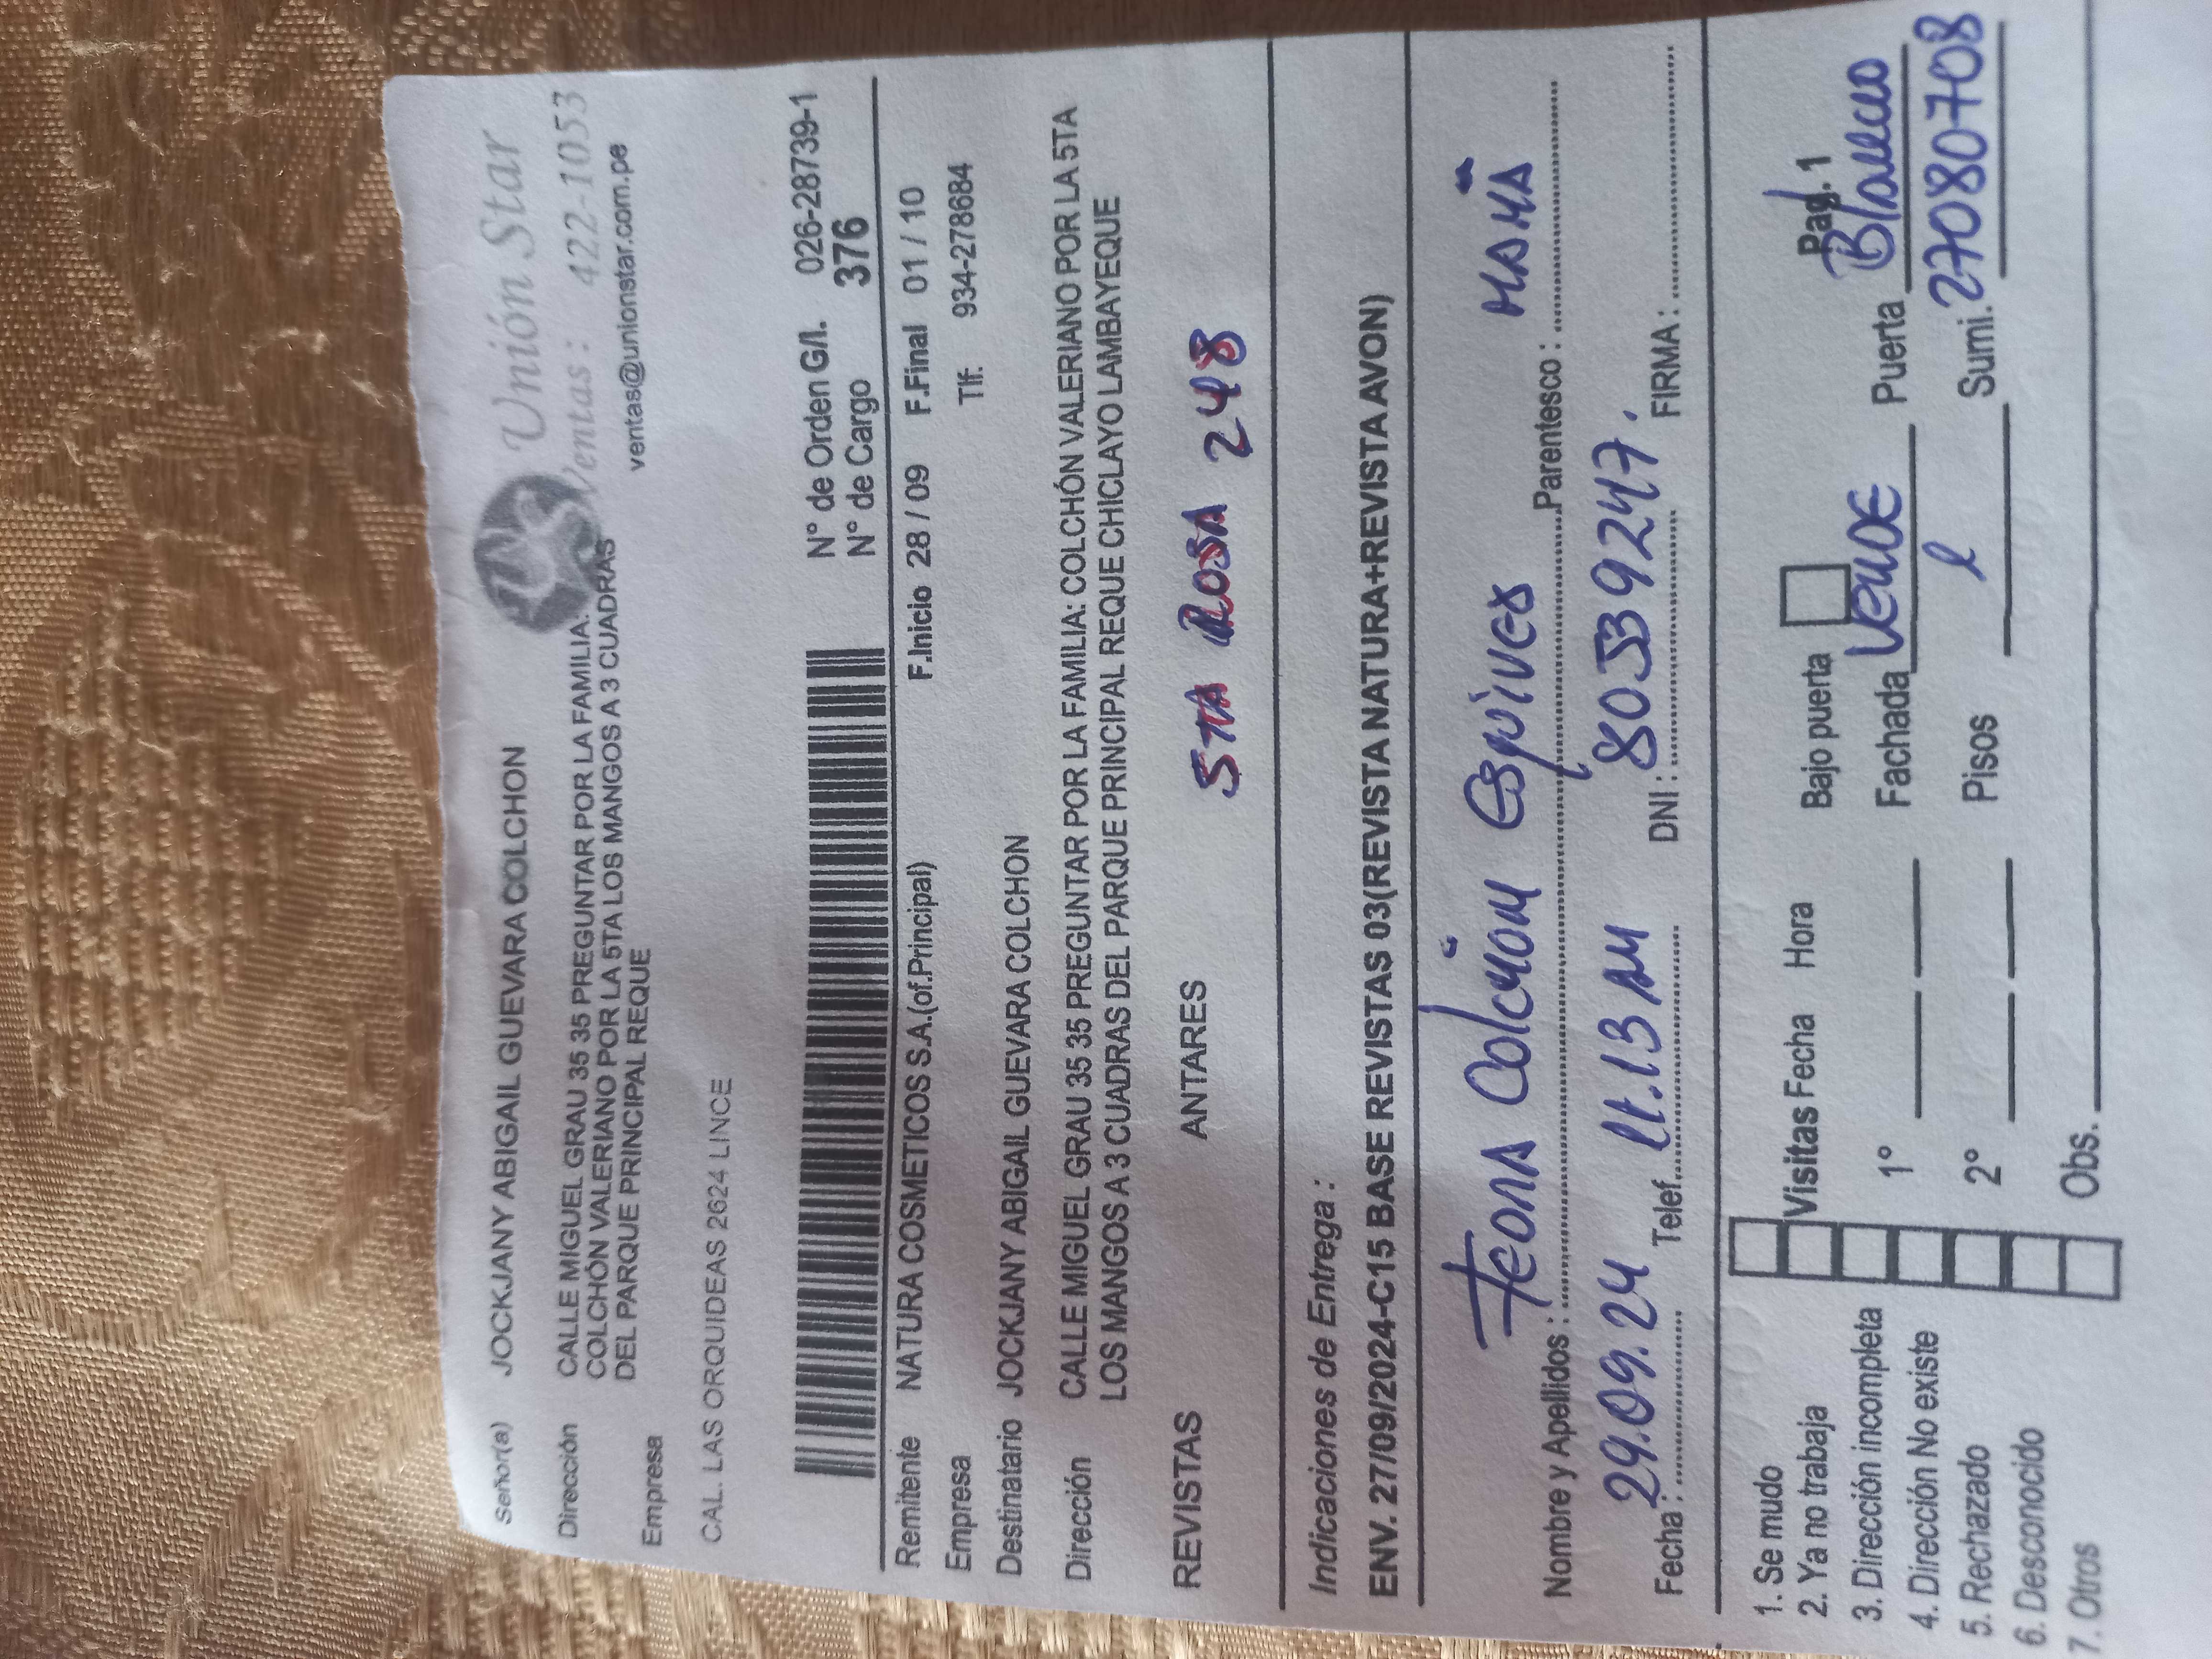 Unión Star
Ventas : 422-1053
ventas@unionstar.com.pe
Señor(a) JOCKJANY ABIGAIL GUEVARA COLCHON
Dirección CALLE MIGUEL GRAU 35 35 PREGUNTAR POR LA FAMILIA:
COLCHÓN VALERIANO POR LA 5TA LOS MANGOS A 3 CUADRAS
DEL PARQUE PRINCIPAL REQUE
Empresa
CAL. LAS ORQUIDEAS 2624 LINCE
N° de Orden G/I. 026-28739-1
N° de Cargo 376
Remitente NATURA COSMETICOS S.A.(of.Principal) F.Inicio 28 / 09 F.Final 01 / 10
Empresa Tlf: 934-278684
Destinatario JOCKJANY ABIGAIL GUEVARA COLCHON
Dirección CALLE MIGUEL GRAU 35 35 PREGUNTAR POR LA FAMILIA: COLCHÓN VALERIANO POR LA 5TA
LOS MANGOS A 3 CUADRAS DEL PARQUE PRINCIPAL REQUE CHICLAYO LAMBAYEQUE
REVISTAS ANTARES STA ROSA 248
Indicaciones de Entrega :
ENV. 27/09/2024-C15 BASE REVISTAS 03(REVISTA NATURA+REVISTA AVON)
Nombre y Apellidos : Colchón Espives Parentesco : MAMÁ
Fecha : 29.09.24 Telef. Lt.13 DNI : 80539247. FIRMA :
Pag. 1
1. Se mudo
2. Ya no trabaja Visitas Fecha Hora Bajo puerta
3. Dirección incompleta 1° Fachada Verde Puerta Blanco
4. Dirección No existe
5. Rechazado 2° Pisos 1 Sumi. 27080708
6. Desconocido
7. Otros Obs.